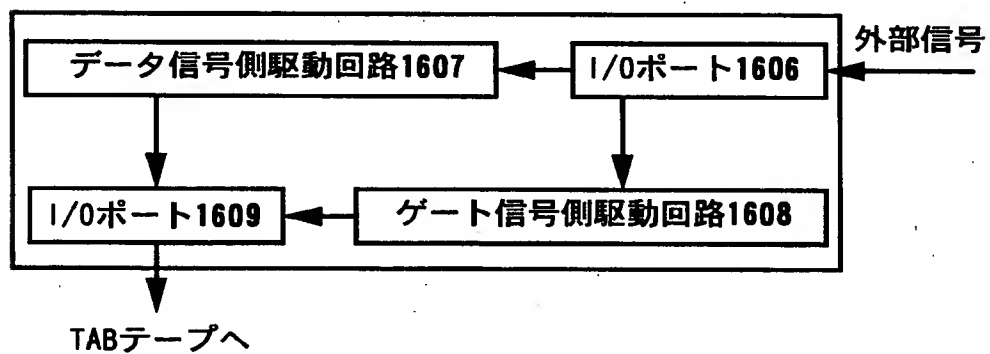 外部信号
データ信号側駆動回路1607
I/Oポート1606
I/Oポート1609
ゲート信号側駆動回路1608
TABテープへ